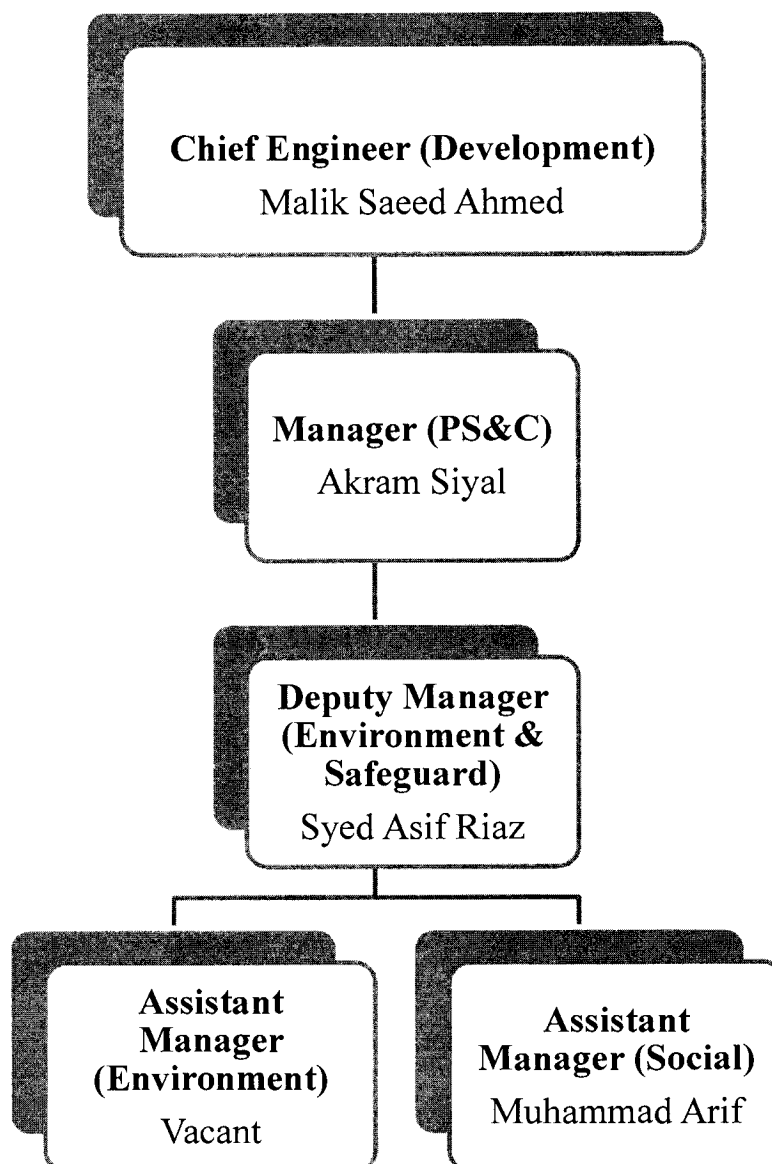 Chief Engineer (Development)
Malik Saeed Ahmed
Manager (PS&C)
Akram Siyal
Deputy Manager
(Environment &
Safeguard)
Syed Asif Riaz
Assistant
Manager
(Environment)
Vacant
Assistant
Manager (Social)
Muhammad Arif